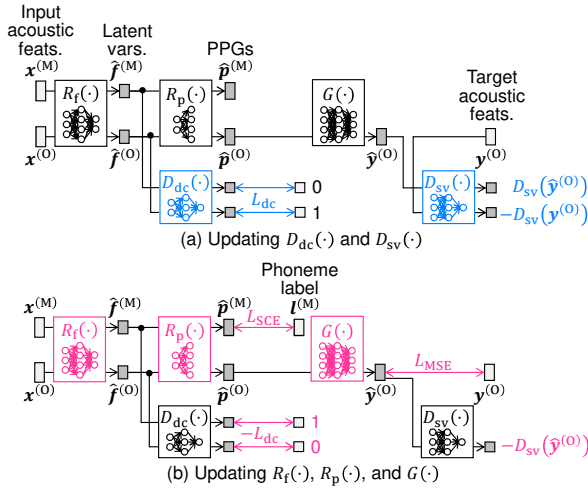 Input
acoustic
feats.
Latent
vars.
PPGs
x^(M) f̂^(M) p̂^(M)
R_f(·) R_p(·) G(·)
Target
acoustic
feats.
x^(O) f̂^(O) p̂^(O) ŷ^(O) y^(O)
D_dc(·) L_dc 0
1
D_sv(·) D_sv(ŷ^(O))
−D_sv(y^(O))
(a) Updating D_dc(·) and D_sv(·)
Phoneme
label
x^(M) f̂^(M) p̂^(M) l^(M)
R_f(·) R_p(·) L_SCE G(·)
L_MSE
x^(O) f̂^(O) p̂^(O) ŷ^(O) y^(O)
D_dc(·) −L_dc 1
0
D_sv(·) −D_sv(ŷ^(O))
(b) Updating R_f(·), R_p(·), and G(·)